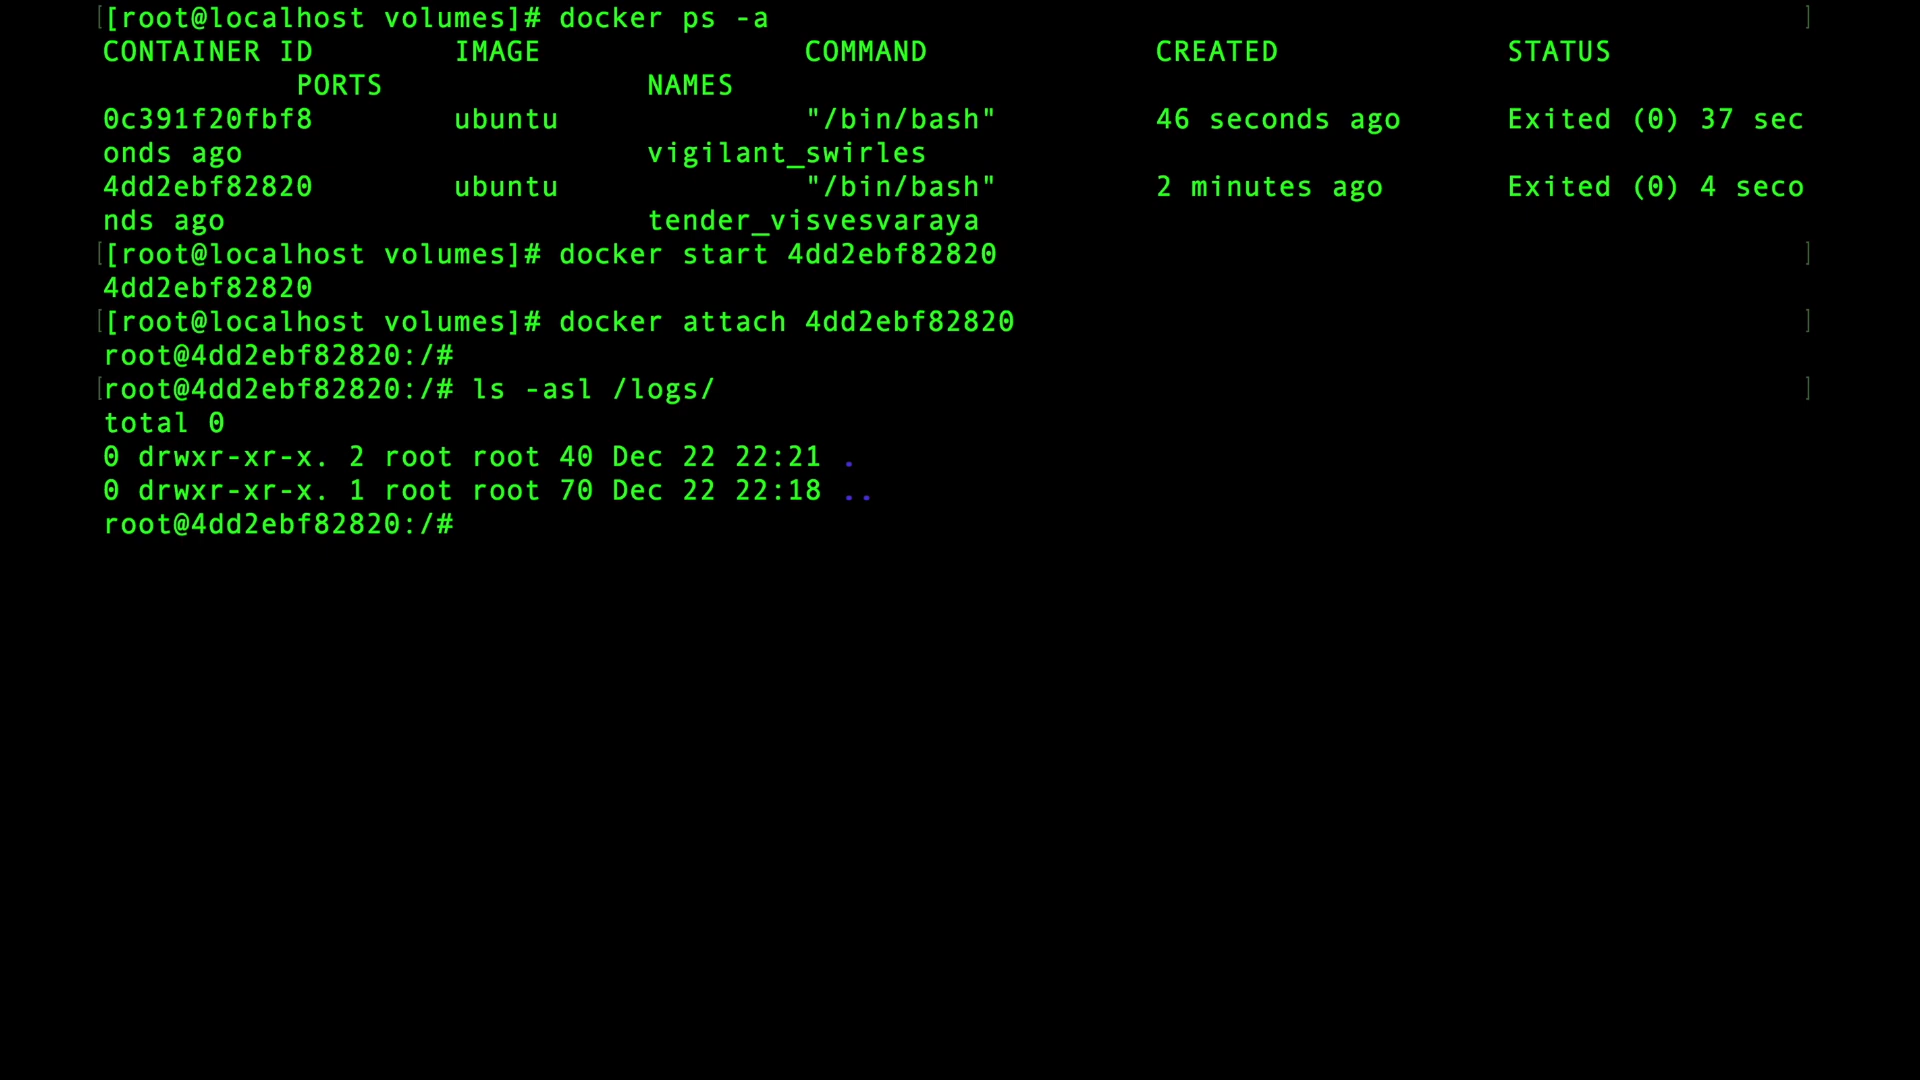 [[root@localhost volumes]# docker ps -a ]
CONTAINER ID IMAGE COMMAND CREATED STATUS
PORTS NAMES
0c391f20fbf8 ubuntu "/bin/bash" 46 seconds ago Exited (0) 37 sec
onds ago vigilant_swirles
4dd2ebf82820 ubuntu "/bin/bash" 2 minutes ago Exited (0) 4 seco
nds ago tender_visvesvaraya
[[root@localhost volumes]# docker start 4dd2ebf82820 ]
4dd2ebf82820
[[root@localhost volumes]# docker attach 4dd2ebf82820 ]
root@4dd2ebf82820:/#
[root@4dd2ebf82820:/# ls -asl /logs/ ]
total 0
0 drwxr-xr-x. 2 root root 40 Dec 22 22:21 .
0 drwxr-xr-x. 1 root root 70 Dec 22 22:18 ..
root@4dd2ebf82820:/#